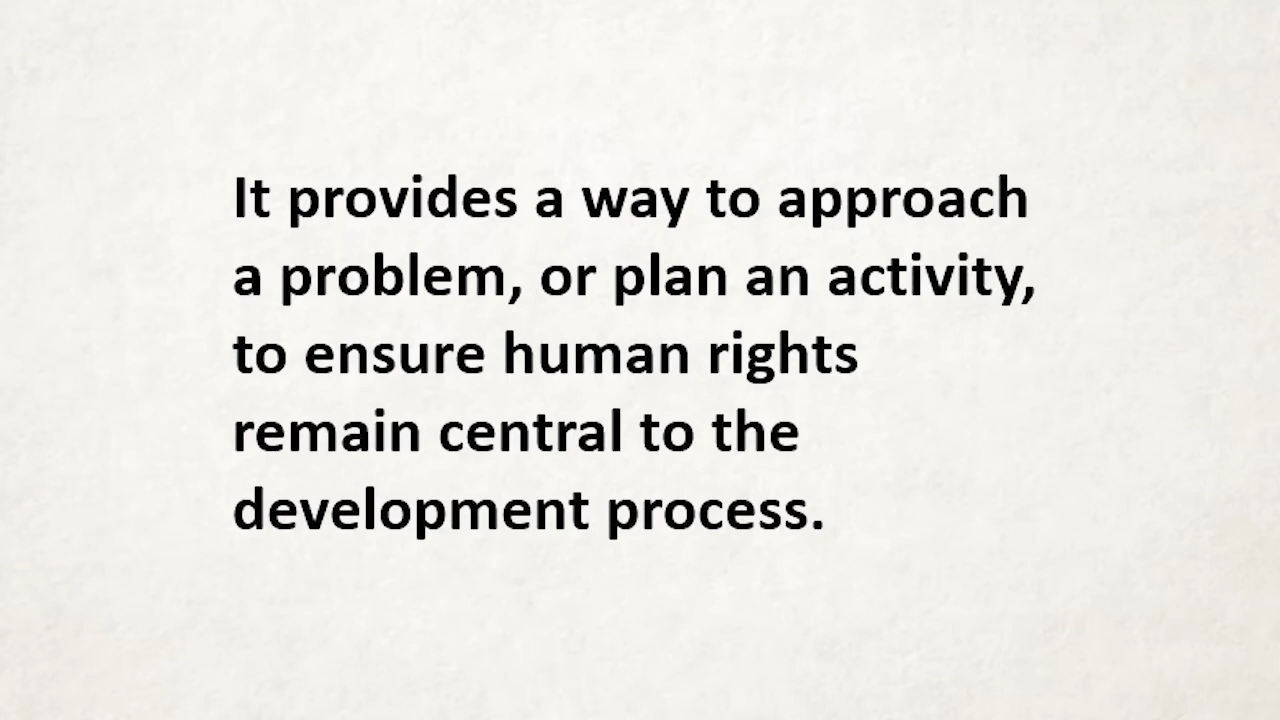 It provides a way to approach
a problem, or plan an activity,
to ensure human rights
remain central to the
development process.